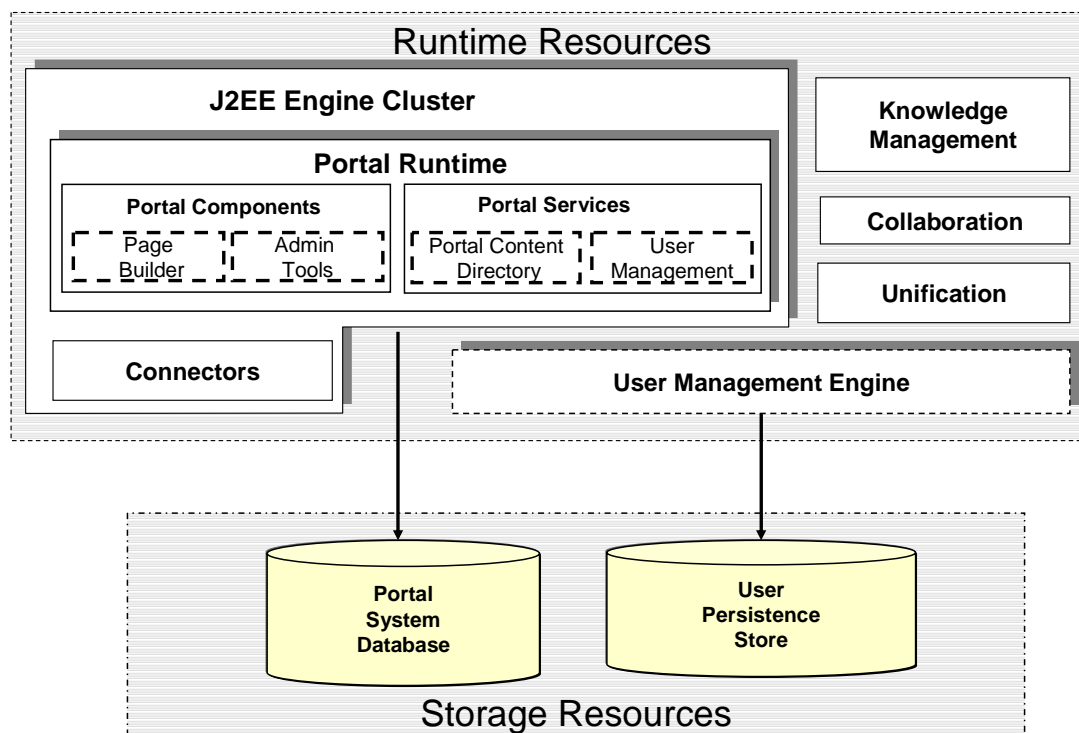 Runtime Resources
J2EE Engine Cluster
Portal Runtime
Portal Components
Page
Builder
Admin
Tools
Portal Services
Portal Content
Directory
User
Management
Connectors
Knowledge
Management
Collaboration
Unification
User Management Engine
Portal
System
Database
User
Persistence
Store
Storage Resources